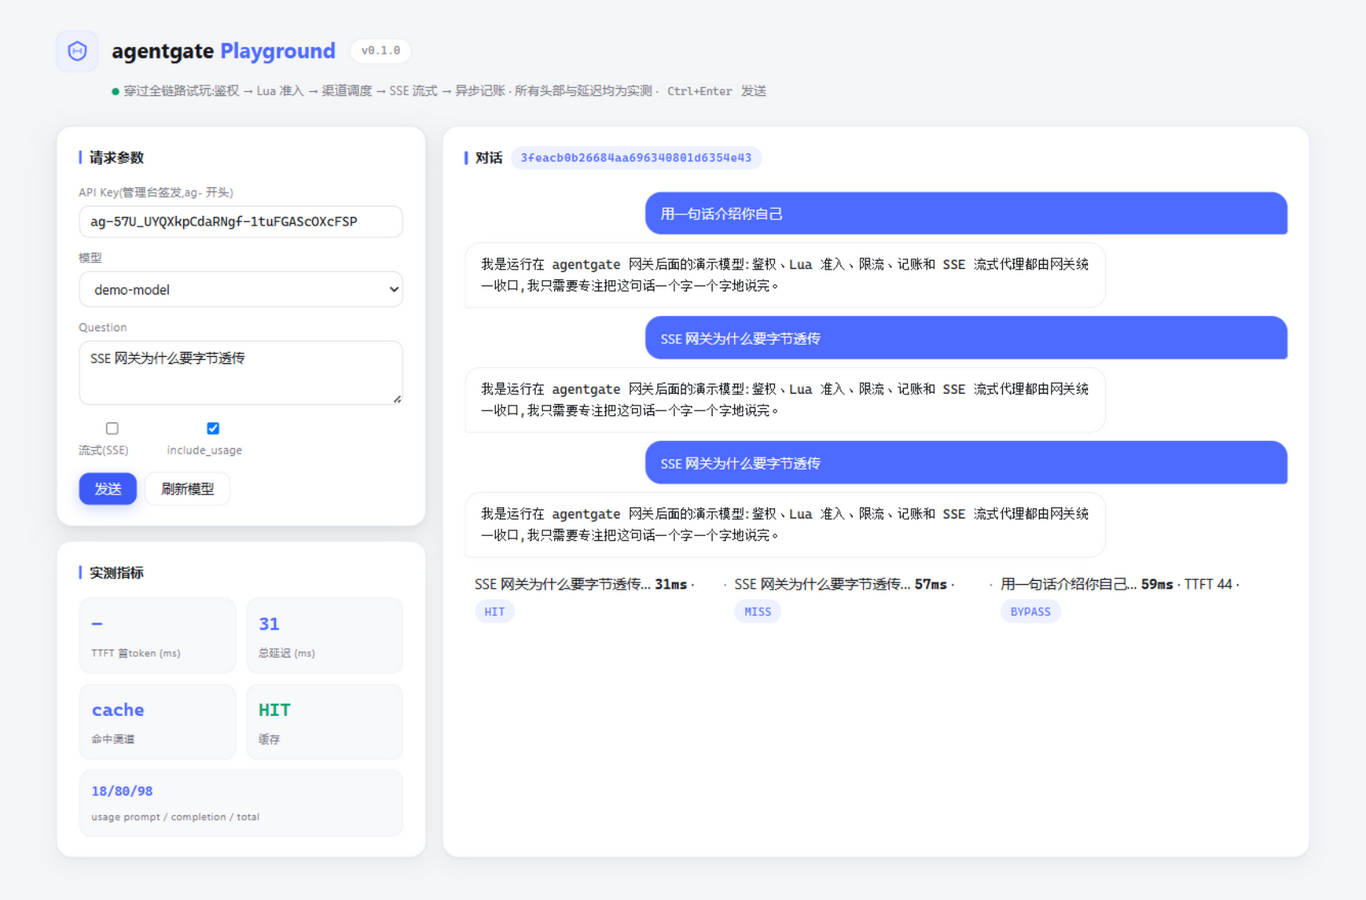 agentgate Playground v0.1.0
穿过全链路试玩:鉴权 → Lua 准入 → 渠道调度 → SSE 流式 → 异步记账 · 所有头部与延迟均为实测 · Ctrl+Enter 发送
请求参数
API Key(管理台签发,ag- 开头)
ag-57U_UYQXkpCdaRNgf-1tuFGAScOXcFSP
模型
demo-model
Question
SSE 网关为什么要字节透传
流式(SSE)
include_usage
发送
刷新模型
实测指标
—
TTFT 首token (ms)
31
总延迟 (ms)
cache
命中渠道
HIT
缓存
18/80/98
usage prompt / completion / total
对话 3feacb0b26684aa696340801d6354e43
用一句话介绍你自己
我是运行在 agentgate 网关后面的演示模型:鉴权、Lua 准入、限流、记账和 SSE 流式代理都由网关统
一收口,我只需要专注把这句话一个字一个字地说完。
SSE 网关为什么要字节透传
我是运行在 agentgate 网关后面的演示模型:鉴权、Lua 准入、限流、记账和 SSE 流式代理都由网关统
一收口,我只需要专注把这句话一个字一个字地说完。
SSE 网关为什么要字节透传
我是运行在 agentgate 网关后面的演示模型:鉴权、Lua 准入、限流、记账和 SSE 流式代理都由网关统
一收口,我只需要专注把这句话一个字一个字地说完。
SSE 网关为什么要字节透传... 31ms ·
HIT
· SSE 网关为什么要字节透传... 57ms ·
MISS
· 用一句话介绍你自己... 59ms · TTFT 44 ·
BYPASS